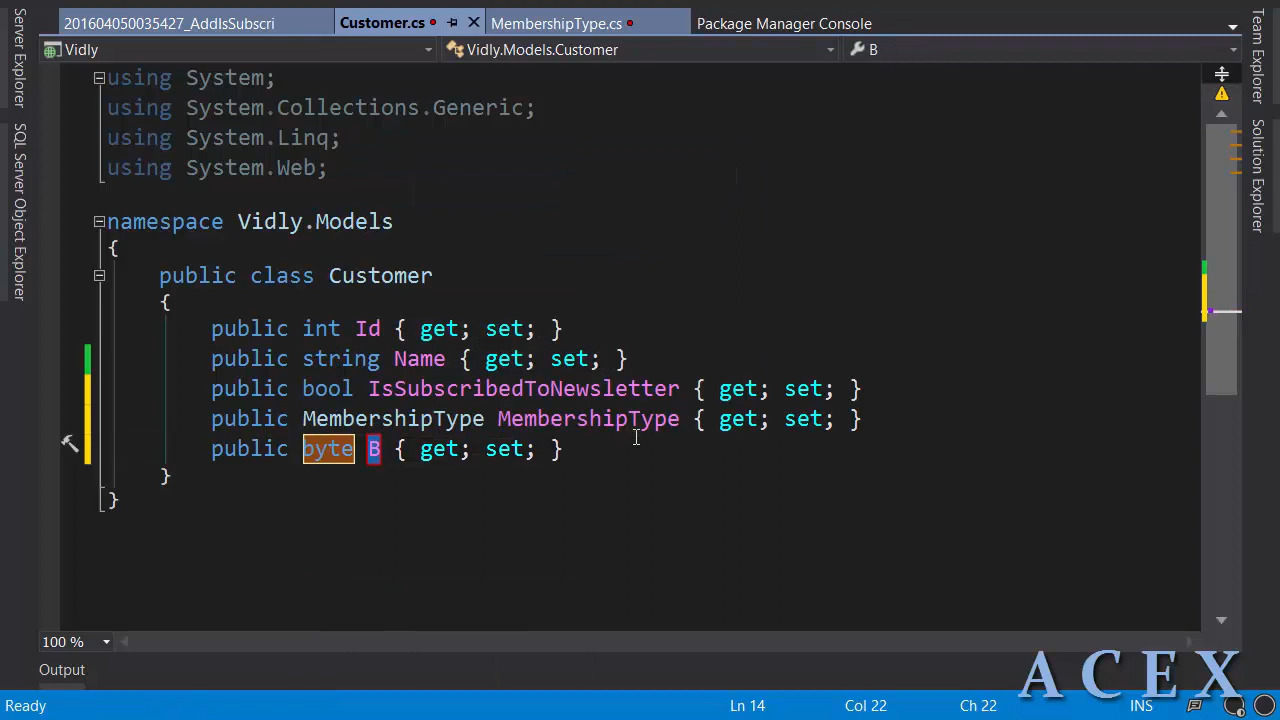 201604050035427_AddIsSubscri
Customer.cs
MembershipType.cs
Package Manager Console
Vidly
Vidly.Models.Customer
B
using System;
using System.Collections.Generic;
using System.Linq;
using System.Web;
namespace Vidly.Models
{
public class Customer
{
public int Id { get; set; }
public string Name { get; set; }
public bool IsSubscribedToNewsletter { get; set; }
public MembershipType MembershipType { get; set; }
public byte B { get; set; }
}
}
Server Explorer
SQL Server Object Explorer
Team Explorer
Solution Explorer
100 %
Output
ACEX
Ready
Ln 14
Col 22
Ch 22
INS